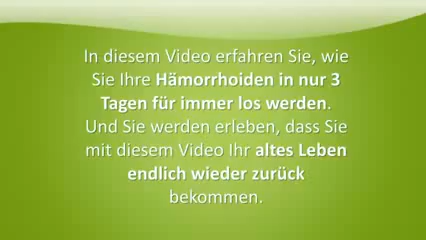 In diesem Video erfahren Sie, wie
Sie Ihre Hämorrhoiden in nur 3
Tagen für immer los werden.
Und Sie werden erleben, dass Sie
mit diesem Video Ihr altes Leben
endlich wieder zurück
bekommen.